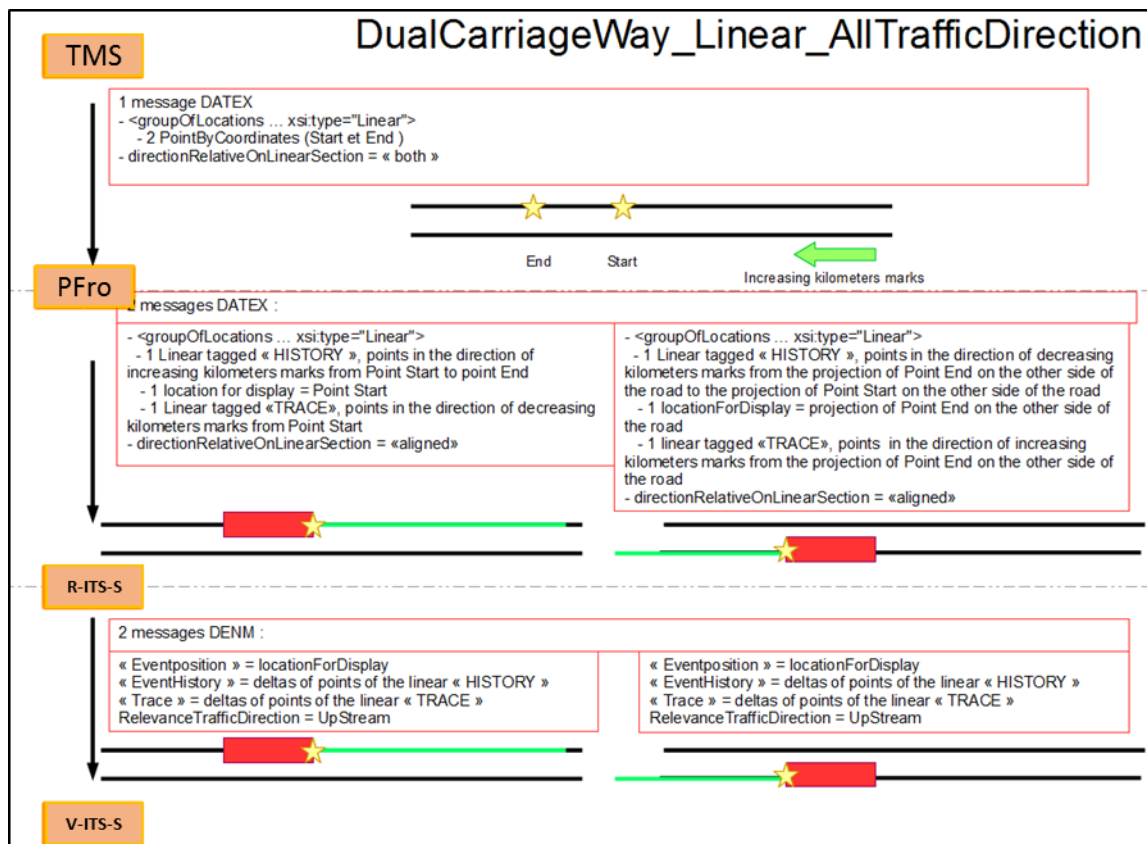 DualCarriageWay_Linear_AllTrafficDirection
TMS
1 message DATEX
- <groupOfLocations ... xsi:type="Linear">
- 2 PointByCoordinates (Start et End )
- directionRelativeOnLinearSection = « both »
End
Start
Increasing kilometers marks
PFro
2 messages DATEX :
- <groupOfLocations ... xsi:type="Linear">
- 1 Linear tagged « HISTORY », points in the direction of
increasing kilometers marks from Point Start to point End
- 1 location for display = Point Start
- 1 Linear tagged «TRACE», points in the direction of decreasing
kilometers marks from Point Start
- directionRelativeOnLinearSection = «aligned»
- <groupOfLocations ... xsi:type="Linear">
- 1 Linear tagged « HISTORY », points in the direction of decreasing
kilometers marks from the projection of Point End on the other side
of the road to the projection of Point Start on the other side of the road
- 1 locationForDisplay = projection of Point End on the other side of
the road
- 1 linear tagged «TRACE», points in the direction of increasing
kilometers marks from the projection of Point End on the other side of
the road
- directionRelativeOnLinearSection = «aligned»
R-ITS-S
2 messages DENM :
« Eventposition » = locationForDisplay
« EventHistory » = deltas of points of the linear « HISTORY »
« Trace » = deltas of points of the linear « TRACE »
RelevanceTrafficDirection = UpStream
« Eventposition » = locationForDisplay
« EventHistory » = deltas of points of the linear « HISTORY »
« Trace » = deltas of points of the linear « TRACE »
RelevanceTrafficDirection = UpStream
V-ITS-S